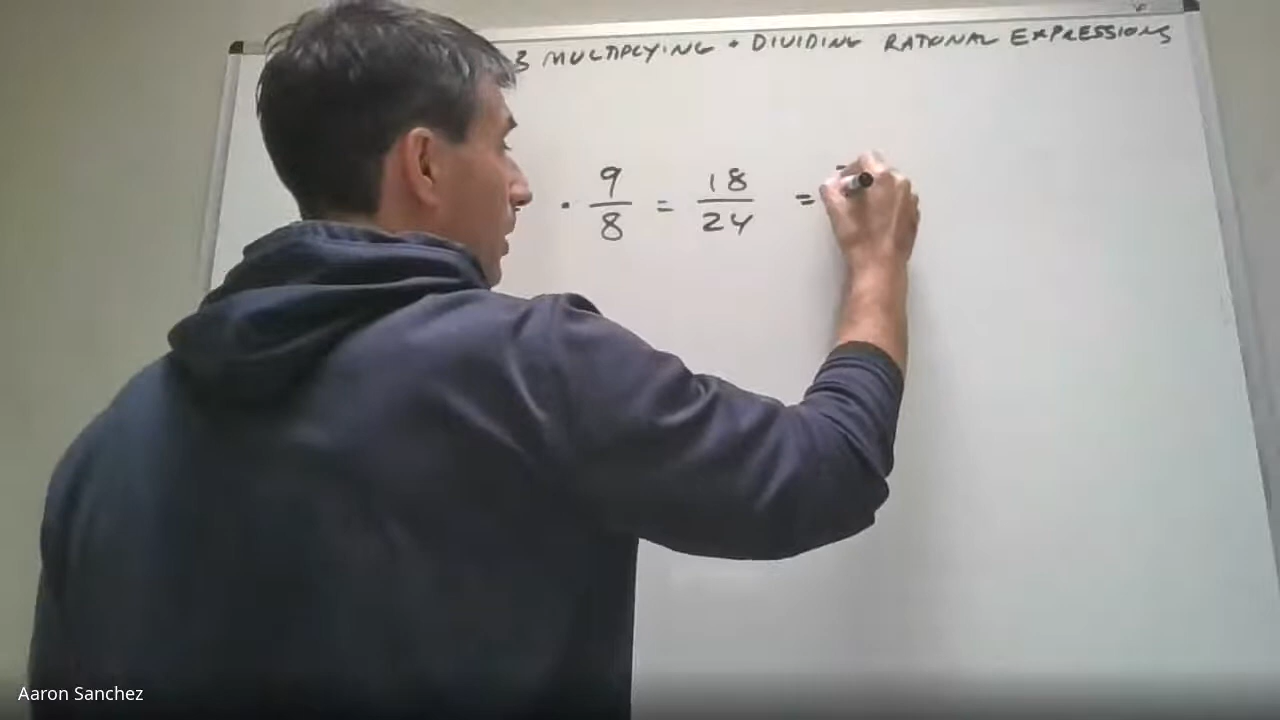 3 MULTIPLYING + DIVIDING RATIONAL EXPRESSIONS
· 9/8 = 18/24 =
Aaron Sanchez